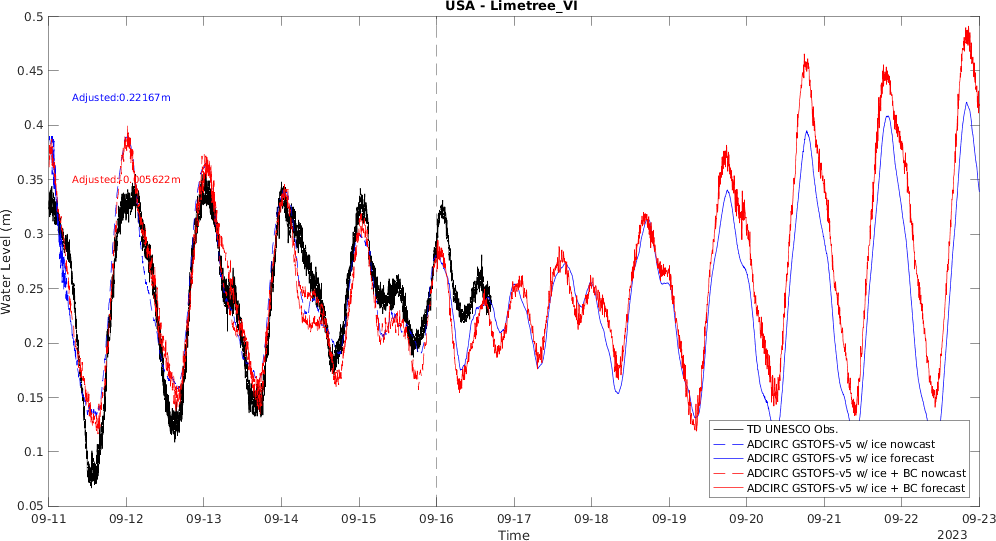 USA - Limetree_VI
0.5
0.45
0.4
0.35
0.3
0.25
0.2
0.15
0.1
0.05
Water Level (m)
Adjusted:0.22167m
Adjusted:-0.005622m
TD UNESCO Obs.
ADCIRC GSTOFS-v5 w/ ice nowcast
ADCIRC GSTOFS-v5 w/ ice forecast
ADCIRC GSTOFS-v5 w/ ice + BC nowcast
ADCIRC GSTOFS-v5 w/ ice + BC forecast
09-11 09-12 09-13 09-14 09-15 09-16 09-17 09-18 09-19 09-20 09-21 09-22 09-23
Time
2023